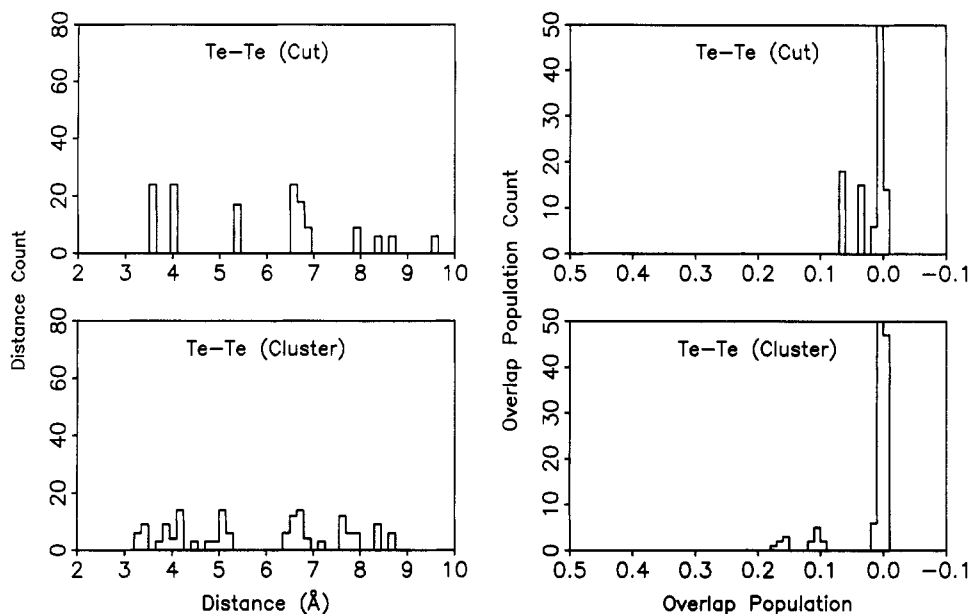 Te−Te (Cut)
80
60
40
20
0
2 3 4 5 6 7 8 9 10
Te−Te (Cut)
50
40
30
20
10
0
0.5 0.4 0.3 0.2 0.1 0.0 −0.1
Distance Count
Overlap Population Count
Te−Te (Cluster)
80
60
40
20
0
2 3 4 5 6 7 8 9 10
Distance (Å)
Te−Te (Cluster)
50
40
30
20
10
0
0.5 0.4 0.3 0.2 0.1 0.0 −0.1
Overlap Population